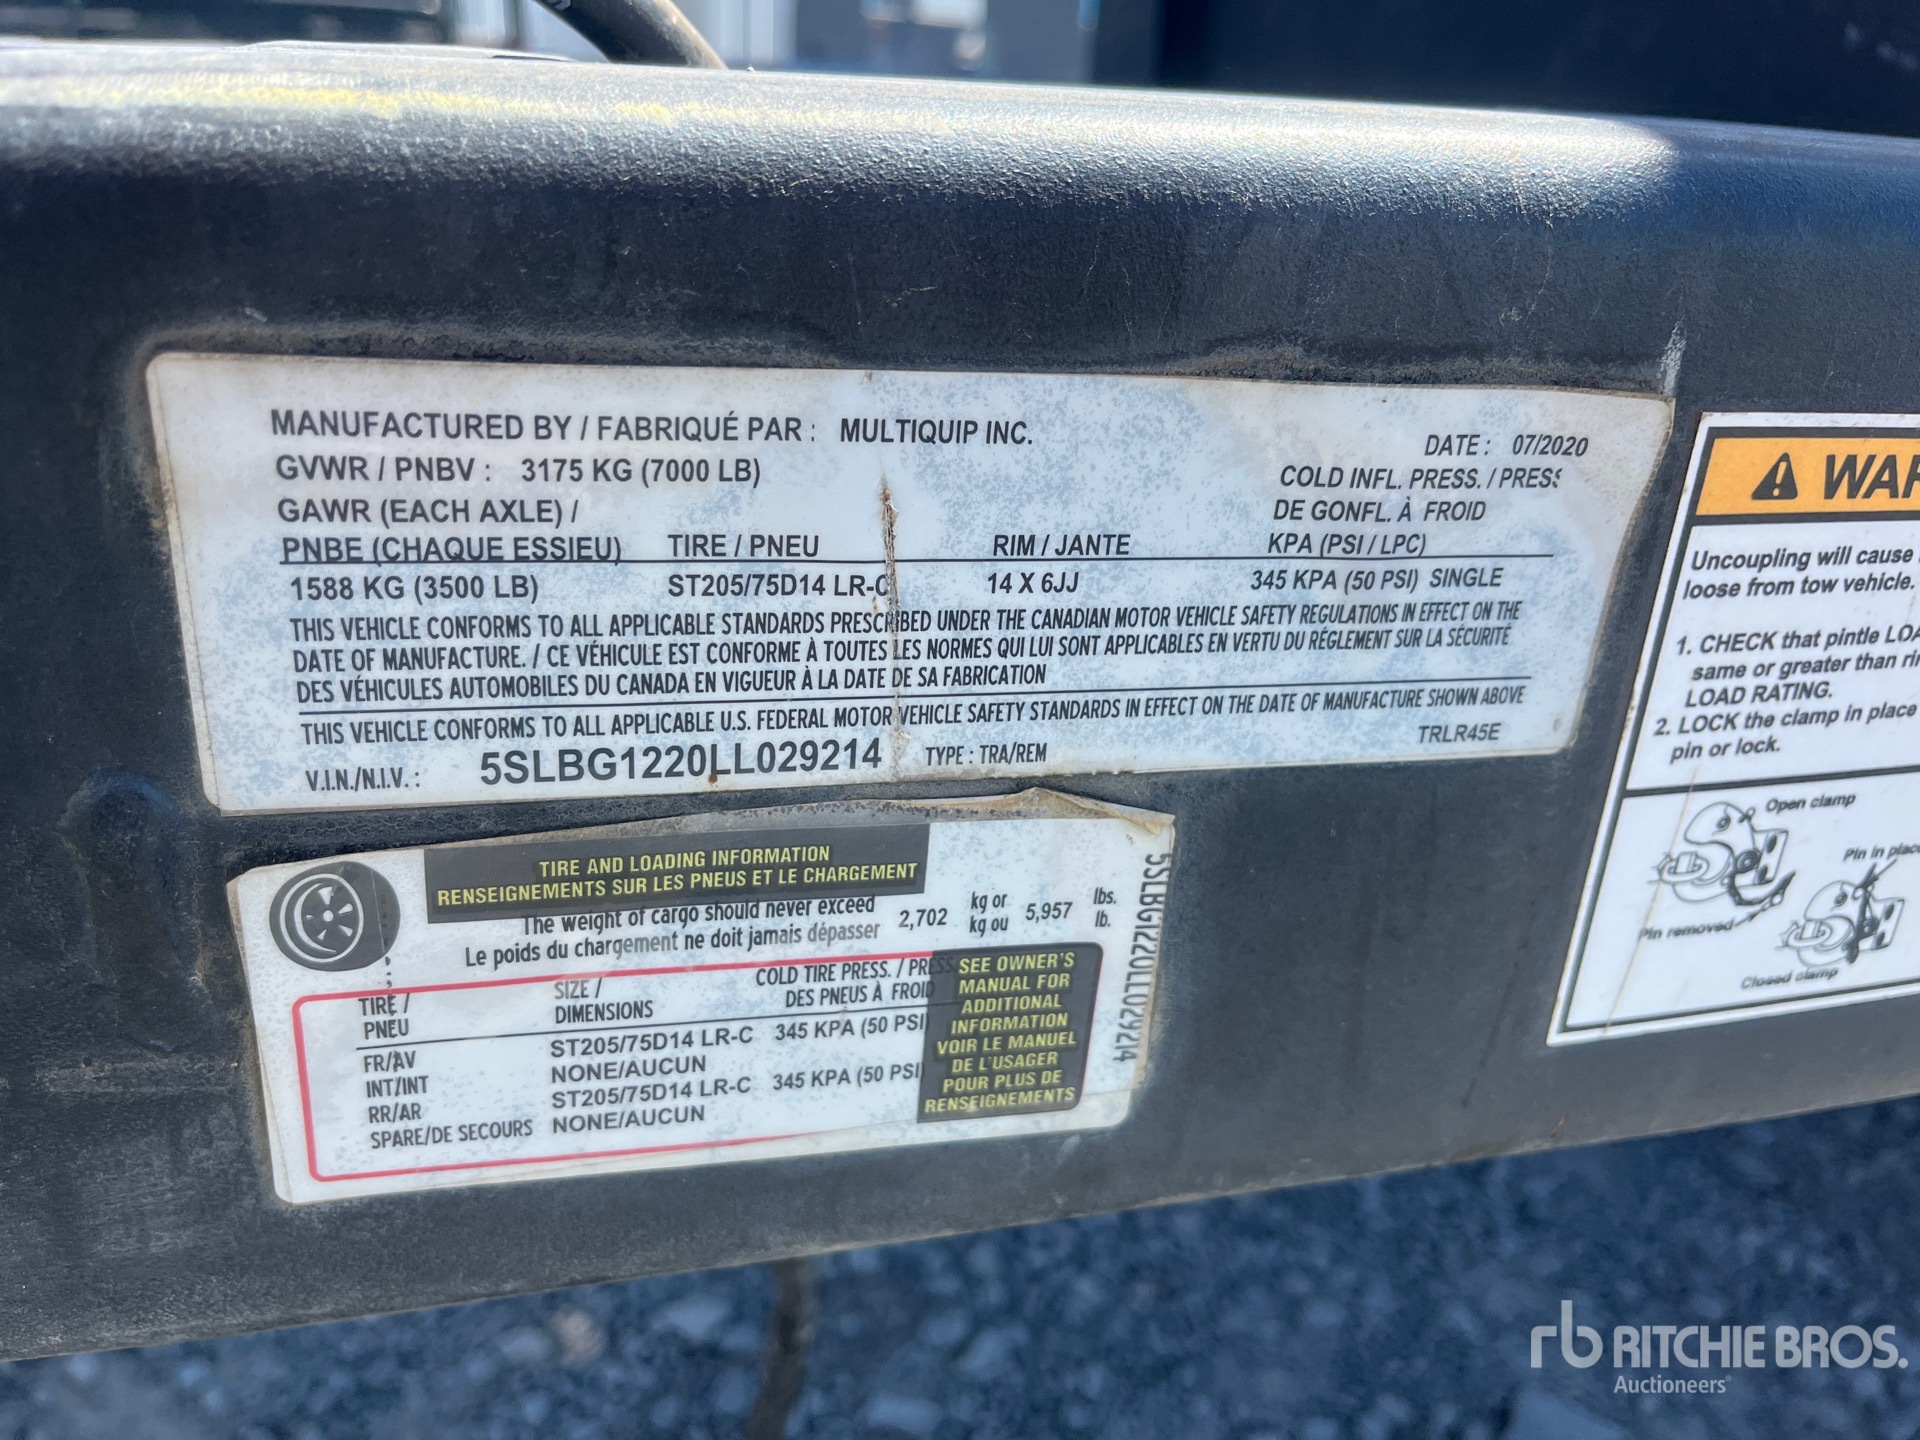 MANUFACTURED BY / FABRIQUÉ PAR : MULTIQUIP INC.
DATE : 07/2020
GVWR / PNBV : 3175 KG (7000 LB)
COLD INFL. PRESS. / PRESS
GAWR (EACH AXLE) /
DE GONFL. À FROID
PNBE (CHAQUE ESSIEU) TIRE / PNEU RIM / JANTE KPA (PSI / LPC)
1588 KG (3500 LB) ST205/75D14 LR-C 14 X 6JJ 345 KPA (50 PSI) SINGLE
THIS VEHICLE CONFORMS TO ALL APPLICABLE STANDARDS PRESCRIBED UNDER THE CANADIAN MOTOR VEHICLE SAFETY REGULATIONS IN EFFECT ON THE
DATE OF MANUFACTURE. / CE VÉHICULE EST CONFORME À TOUTES LES NORMES QUI LUI SONT APPLICABLES EN VERTU DU RÉGLEMENT SUR LA SÉCURITÉ
DES VÉHICULES AUTOMOBILES DU CANADA EN VIGUEUR À LA DATE DE SA FABRICATION
THIS VEHICLE CONFORMS TO ALL APPLICABLE U.S. FEDERAL MOTOR VEHICLE SAFETY STANDARDS IN EFFECT ON THE DATE OF MANUFACTURE SHOWN ABOVE
V.I.N./N.I.V. : 5SLBG1220LL029214 TYPE : TRA/REM TRLR45E
TIRE AND LOADING INFORMATION
RENSEIGNEMENTS SUR LES PNEUS ET LE CHARGEMENT
The weight of cargo should never exceed 2,702 kg or 5,957 lbs.
Le poids du chargement ne doit jamais dépasser kg ou lb.
TIRE / SIZE / COLD TIRE PRESS. / PRESS
PNEU DIMENSIONS DES PNEUS À FROID
FR/AV ST205/75D14 LR-C 345 KPA (50 PSI)
INT/INT NONE/AUCUN
RR/AR ST205/75D14 LR-C 345 KPA (50 PSI
SPARE/DE SECOURS NONE/AUCUN
SEE OWNER'S
MANUAL FOR
ADDITIONAL
INFORMATION
VOIR LE MANUEL
DE L'USAGER
POUR PLUS DE
RENSEIGNEMENTS
5SLBG1220LL029214
WAR
Uncoupling will cause
loose from tow vehicle.
1. CHECK that pintle LOA
same or greater than
LOAD RATING.
2. LOCK the clamp in place
pin or lock.
Open clamp
Pin in place
Pin removed
Closed clamp
rb RITCHIE BROS.
Auctioneers